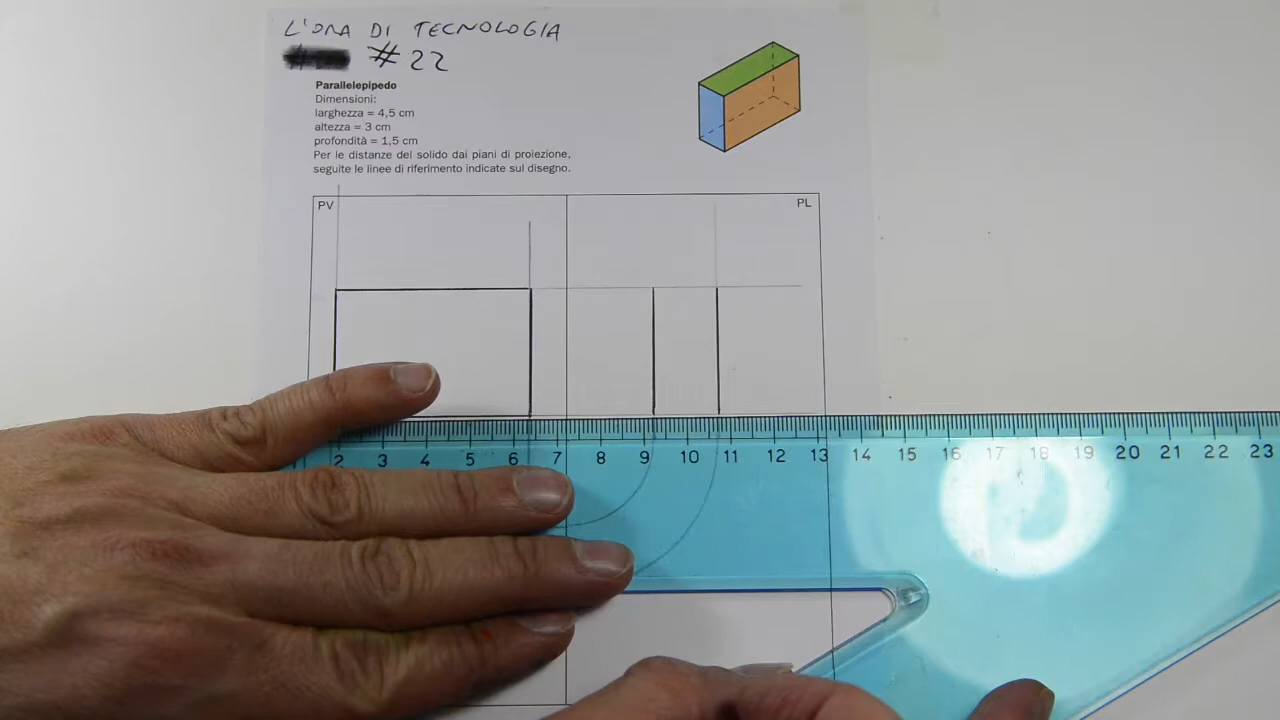 L'ORA DI TECNOLOGIA
# 22
Parallelepipedo
Dimensioni:
larghezza = 4,5 cm
altezza = 3 cm
profondità = 1,5 cm
Per le distanze del solido dai piani di proiezione,
seguite le linee di riferimento indicate sul disegno.
PV PL
2 3 4 5 6 7 8 9 10 11 12 13 14 15 16 17 18 19 20 21 22 23